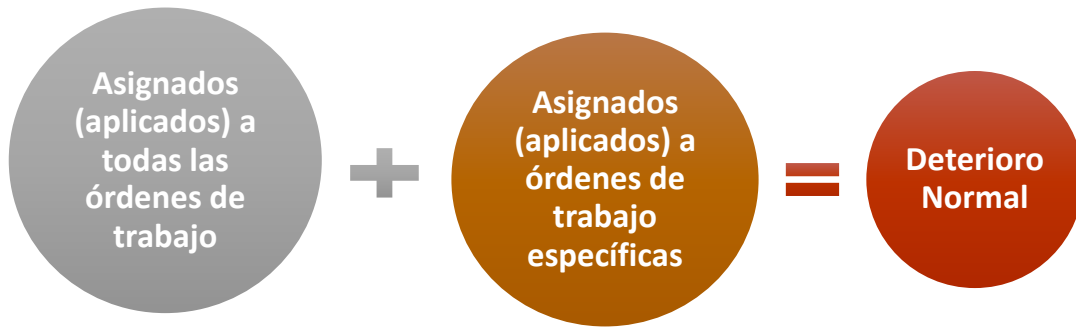 Asignados
(aplicados) a
todas las
órdenes de
trabajo
+
Asignados
(aplicados) a
órdenes de
trabajo
específicas
=
Deterioro
Normal